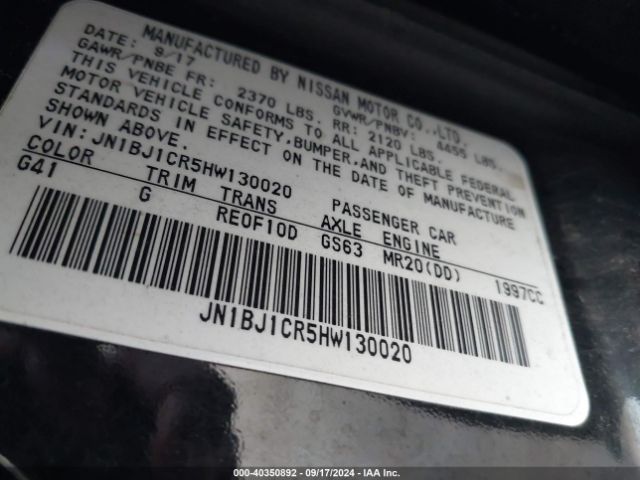 MANUFACTURED BY NISSAN MOTOR CO.,LTD.
DATE: 9/17 GVWR/PNBV: 4455 LBS.
GAWR/PNBE FR: 2370 LBS. RR: 2120 LBS.
THIS VEHICLE CONFORMS TO ALL APPLICABLE FEDERAL
MOTOR VEHICLE SAFETY,BUMPER,AND THEFT PREVENTION
STANDARDS IN EFFECT ON THE DATE OF MANUFACTURE
SHOWN ABOVE.
VIN: JN1BJ1CR5HW130020 PASSENGER CAR
COLOR TRIM TRANS AXLE ENGINE
G41 G RE0F10D GS63 MR20(DD) 1997CC
JN1BJ1CR5HW130020
000-40350892 - 09/17/2024 - IAA Inc.